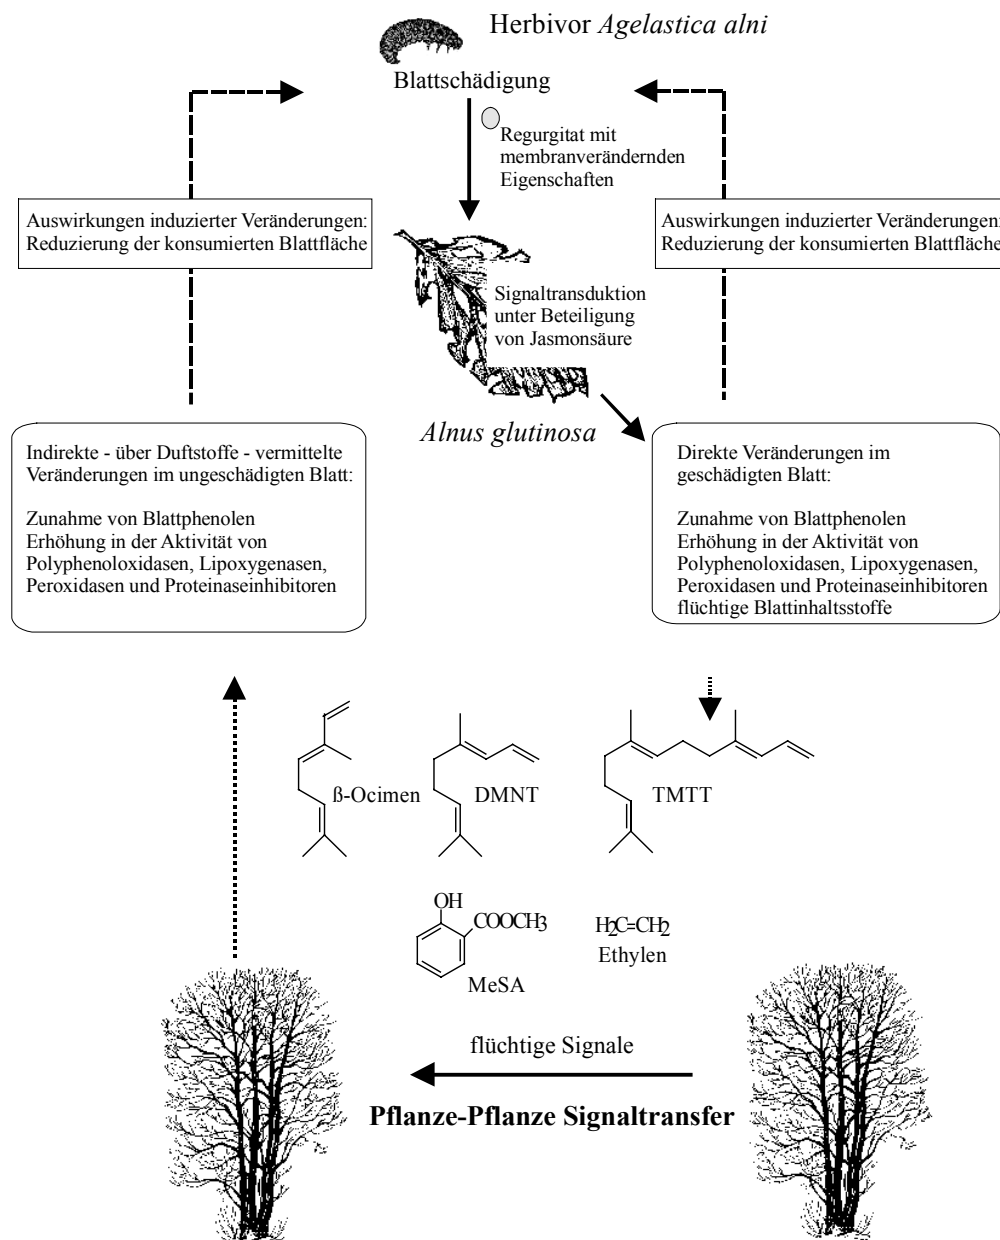 Herbivor Agelastica alni
Blattschädigung
Regurgitat mit
membranverändernden
Eigenschaften
Auswirkungen induzierter Veränderungen:
Reduzierung der konsumierten Blattfläche
Auswirkungen induzierter Veränderungen:
Reduzierung der konsumierten Blattfläche
Signaltransduktion
unter Beteiligung
von Jasmonsäure
Alnus glutinosa
Indirekte - über Duftstoffe - vermittelte
Veränderungen im ungeschädigten Blatt:
Zunahme von Blattphenolen
Erhöhung in der Aktivität von
Polyphenoloxidasen, Lipoxygenasen,
Peroxidasen und Proteinaseinhibitoren
Direkte Veränderungen im
geschädigten Blatt:
Zunahme von Blattphenolen
Erhöhung in der Aktivität von
Polyphenoloxidasen, Lipoxygenasen,
Peroxidasen und Proteinaseinhibitoren
flüchtige Blattinhaltsstoffe
ß-Ocimen
DMNT
TMTT
OH
COOCH3
MeSA
H2C=CH2
Ethylen
flüchtige Signale
Pflanze-Pflanze Signaltransfer